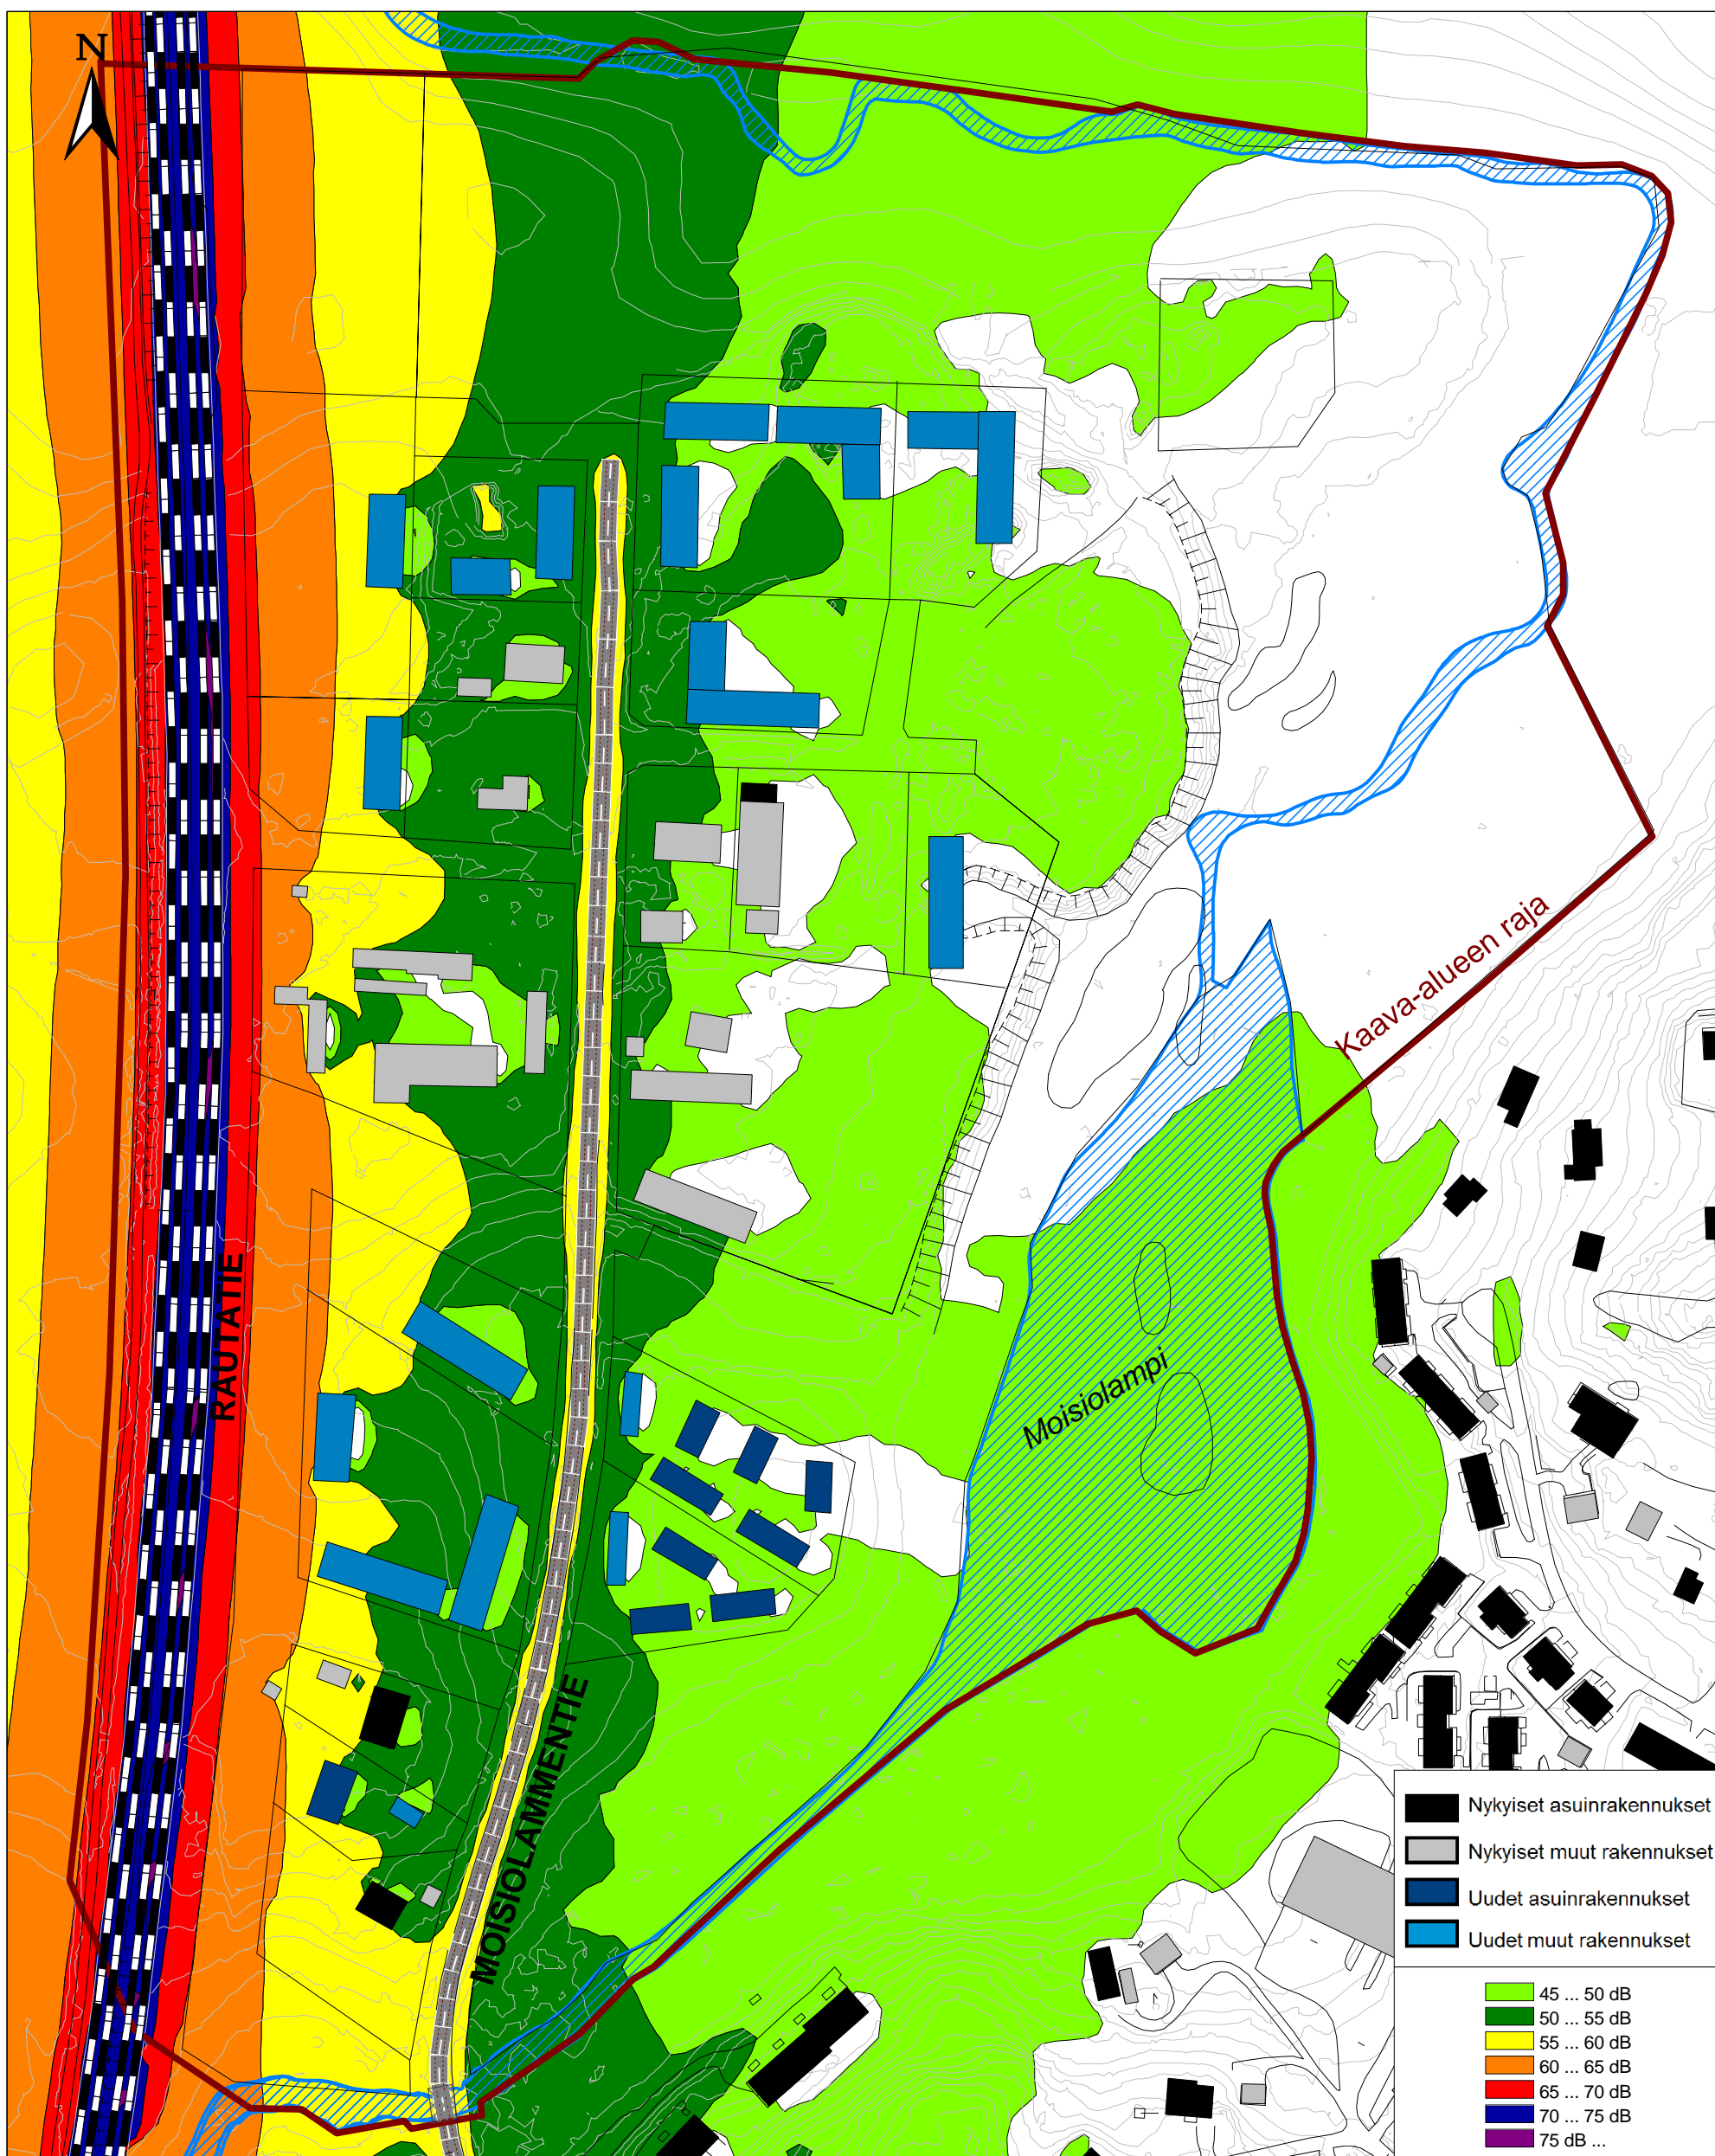 N
Kaava-alueen raja
RAUTATIE
Moisiolampi
MOISIOLAMMENTIE
Nykyiset asuinrakennukset
Nykyiset muut rakennukset
Uudet asuinrakennukset
Uudet muut rakennukset
45 ... 50 dB
50 ... 55 dB
55 ... 60 dB
60 ... 65 dB
65 ... 70 dB
70 ... 75 dB
75 dB ...